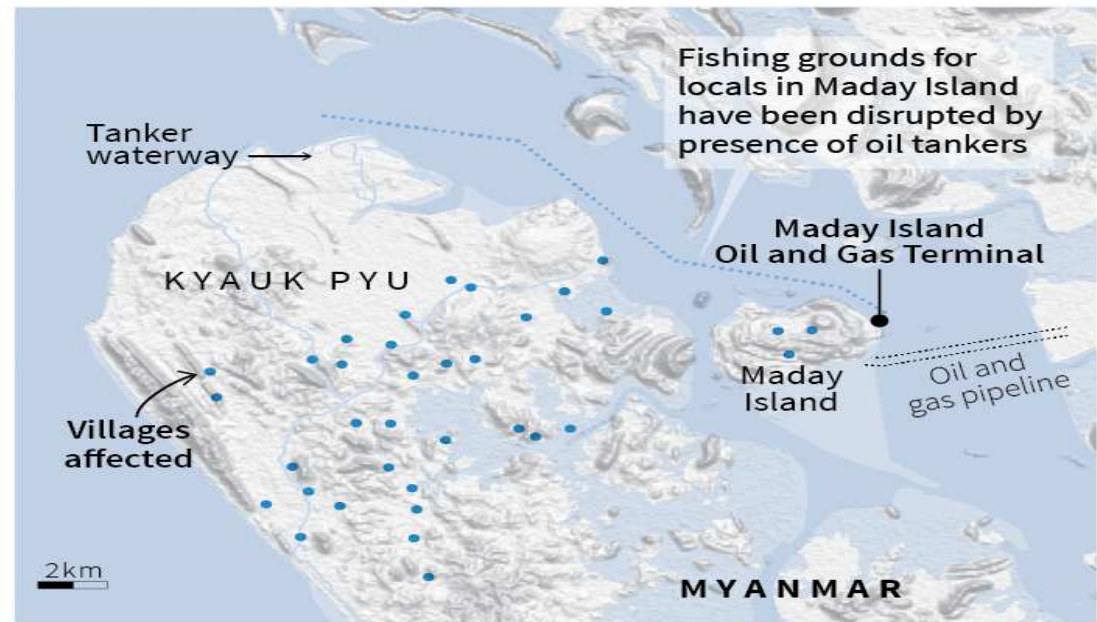 Fishing grounds for
locals in Maday Island
have been disrupted by
presence of oil tankers
Tanker
waterway
Maday Island
Oil and Gas Terminal
KYAUK PYU
Maday
Island
Oil and
gas pipeline
Villages
affected
2km
MYANMAR